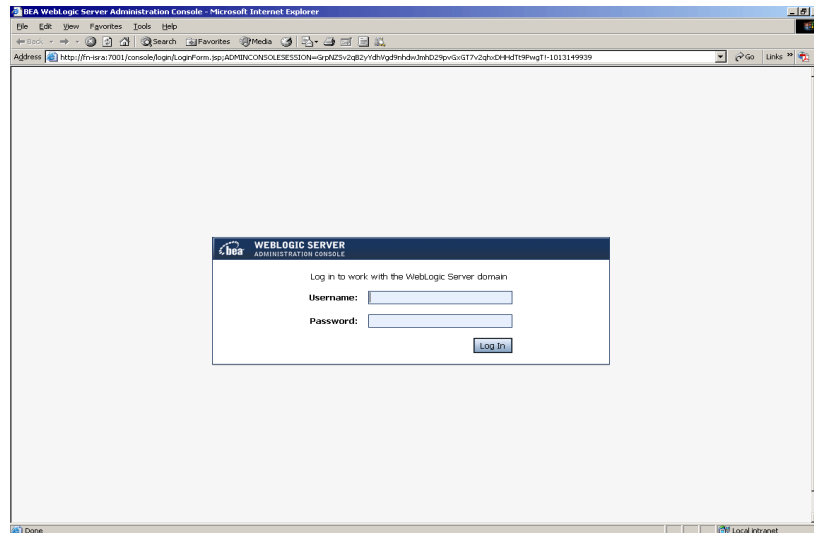 BEA WebLogic Server Administration Console - Microsoft Internet Explorer
File Edit View Favorites Tools Help
Back Search Favorites Media
Address http://fn-isra:7001/console/login/LoginForm.jsp;ADMINCONSOLESESSION=GrpNZSv2qB2yYdhVgd9nhdwJmhD29pvGxGT7v2qhxDHHdTt9PwgT!-1013149939 Go Links »
bea WEBLOGIC SERVER
ADMINISTRATION CONSOLE
Log in to work with the WebLogic Server domain
Username:
Password:
Log In
Done Local intranet